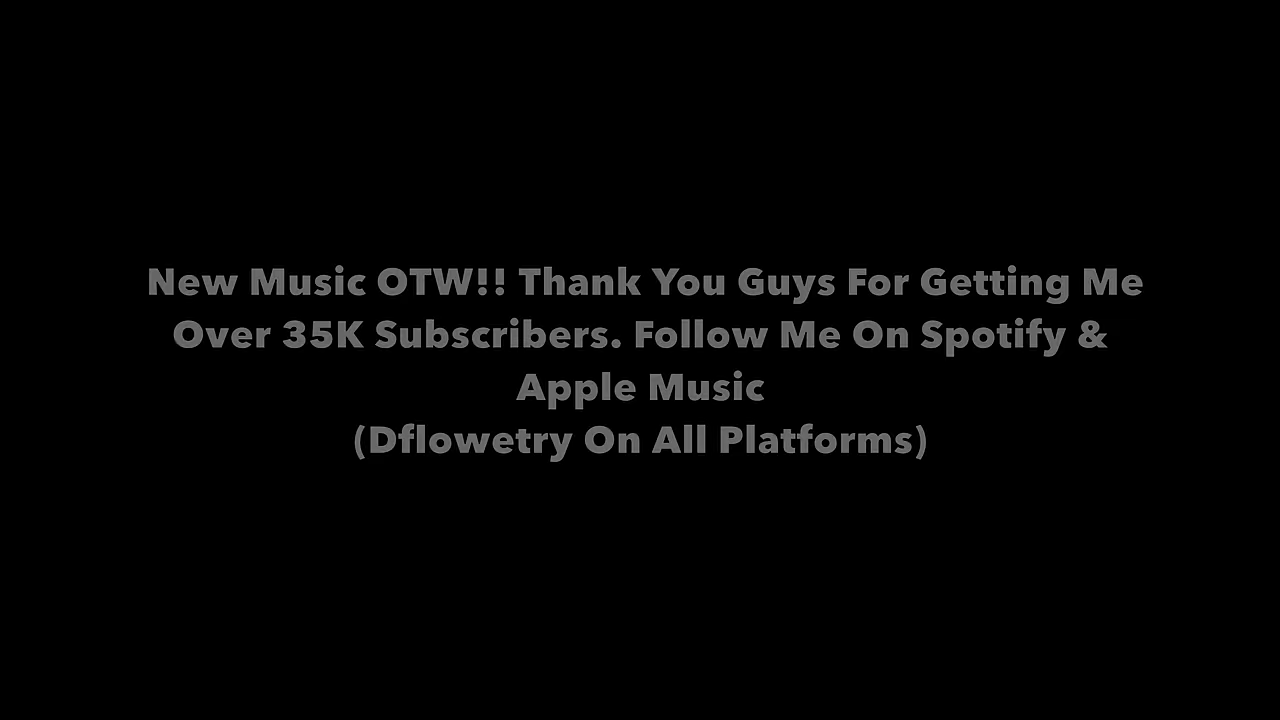 New Music OTW!! Thank You Guys For Getting Me
Over 35K Subscribers. Follow Me On Spotify &
Apple Music
(Dflowetry On All Platforms)